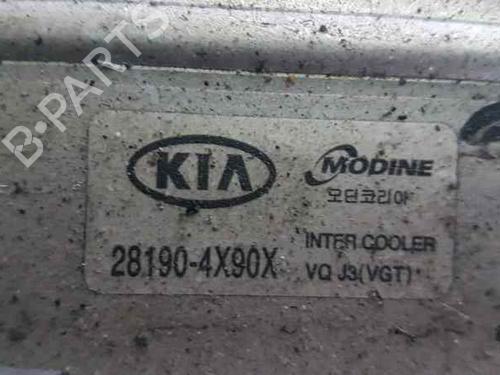 B-PARTS
KIA
MODINE
모딘코리아
28190-4X90X
INTER COOLER
VQ J3(VGT)